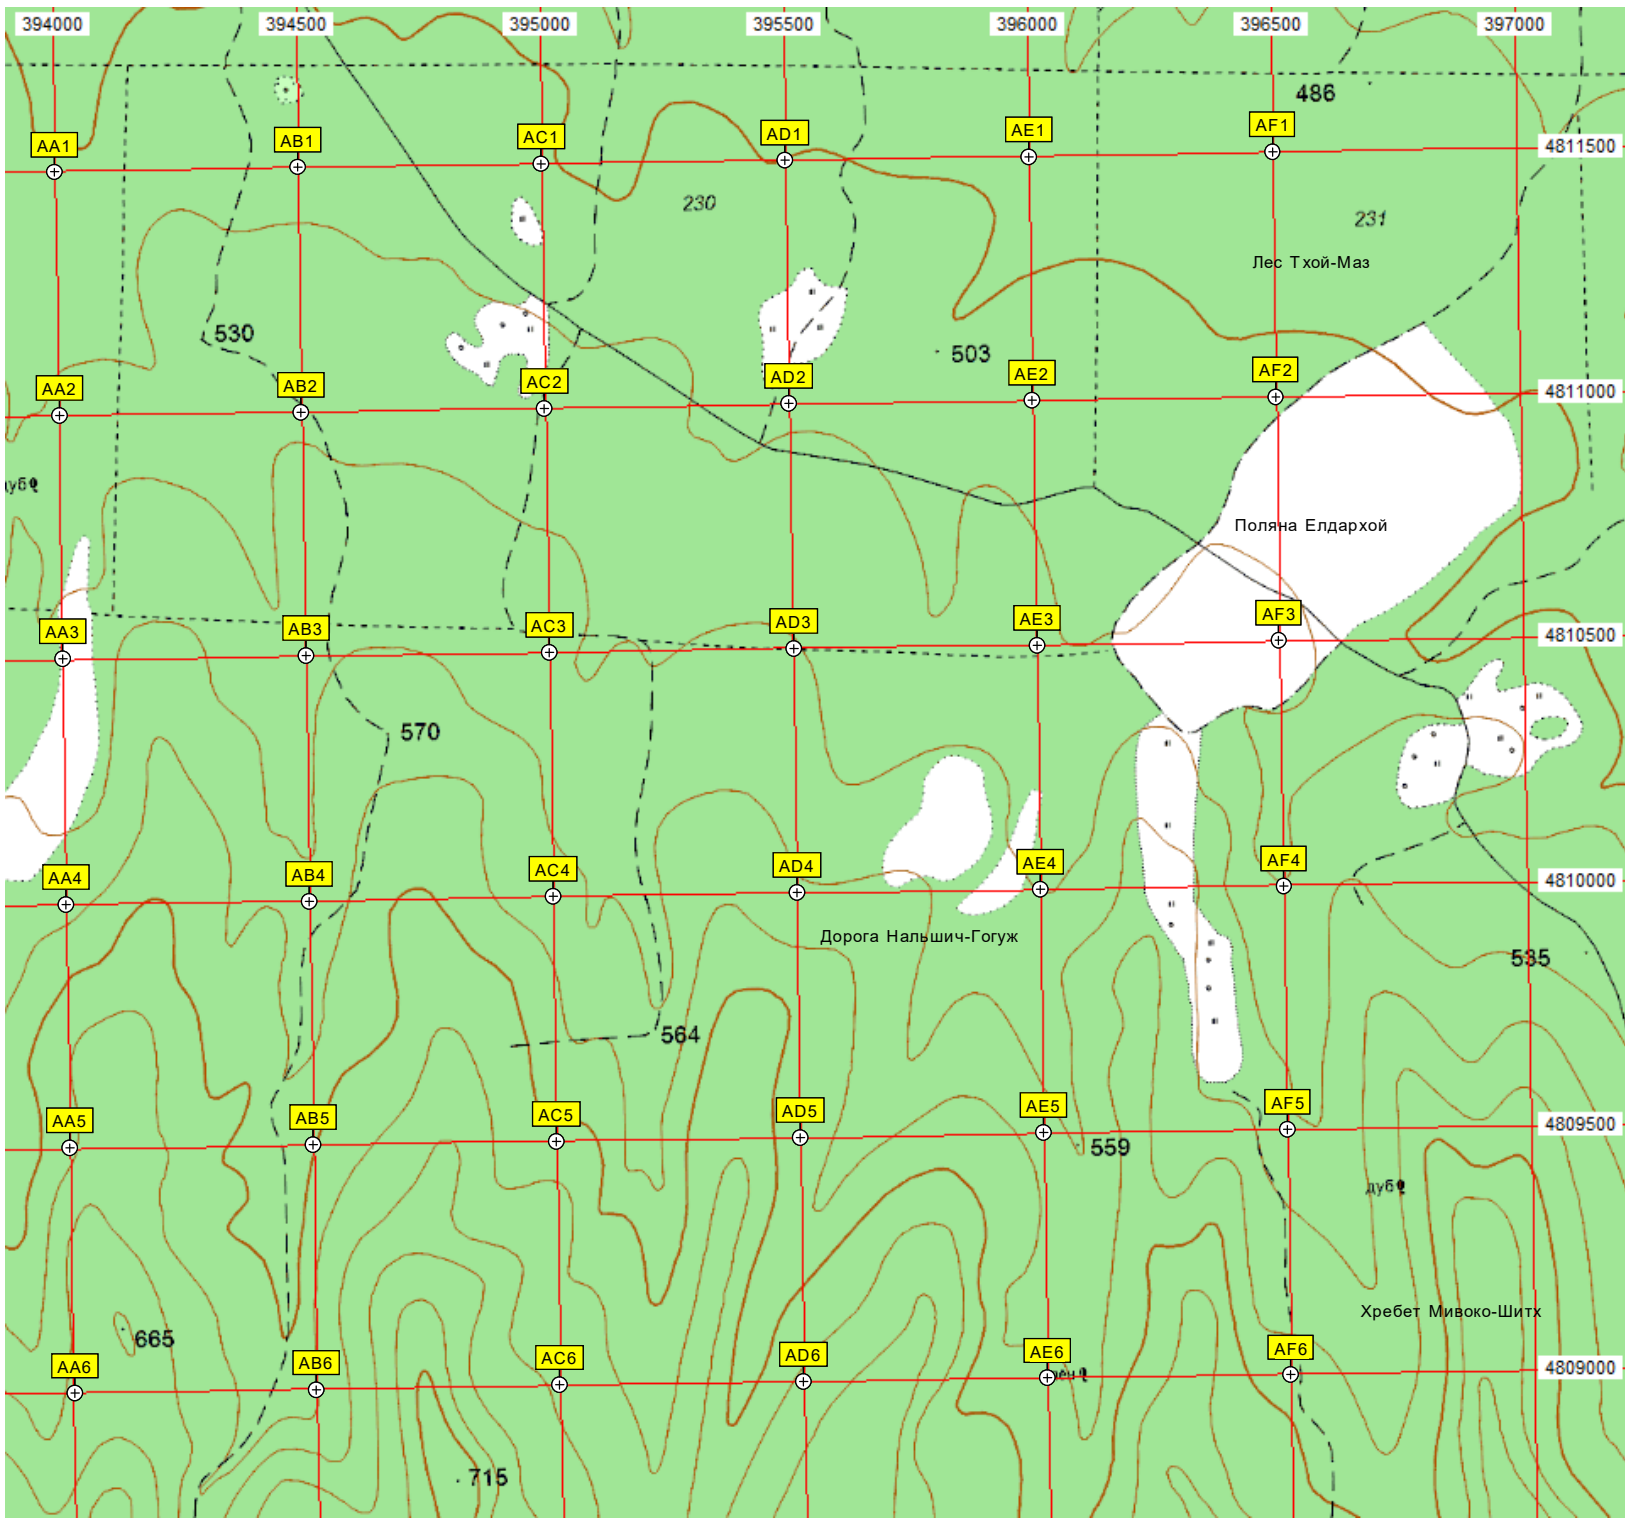 394000 394500 395000 395500 396000 396500 397000
486
AA1 AB1 AC1 AD1 AE1 AF1 4811500
230 231
Лес Тхой-Маз
530 503
AA2 AB2 AC2 AD2 AE2 AF2 4811000
Поляна Елдархой
AA3 AB3 AC3 AD3 AE3 AF3 4810500
570
AA4 AB4 AC4 AD4 AE4 AF4 4810000
Дорога Нальшич-Гогуж
535
564
AA5 AB5 AC5 AD5 AE5 AF5 4809500
559
дуб
Хребет Мивоко-Шитх
665
AA6 AB6 AC6 AD6 AE6 AF6 4809000
715